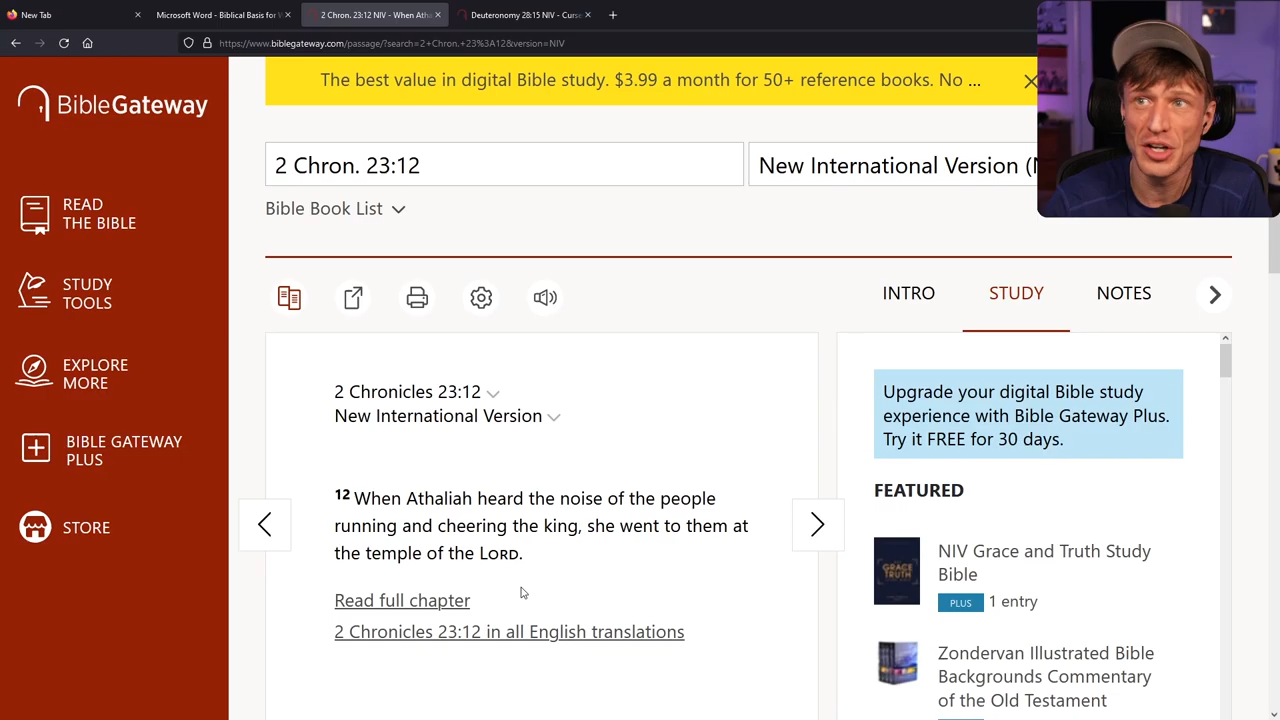 New Tab
Microsoft Word - Biblical Basis for W
2 Chron. 23:12 NIV - When Atha
Deuteronomy 28:15 NIV - Curse
https://www.biblegateway.com/passage/?search=2+Chron.+23%3A12&version=NIV
BibleGateway
The best value in digital Bible study. $3.99 a month for 50+ reference books. No ...
2 Chron. 23:12
New International Version (
Bible Book List
READ
THE BIBLE
STUDY
TOOLS
EXPLORE
MORE
BIBLE GATEWAY
PLUS
STORE
INTRO
STUDY
NOTES
2 Chronicles 23:12
New International Version
12 When Athaliah heard the noise of the people
running and cheering the king, she went to them at
the temple of the LORD.
Read full chapter
2 Chronicles 23:12 in all English translations
Upgrade your digital Bible study
experience with Bible Gateway Plus.
Try it FREE for 30 days.
FEATURED
NIV Grace and Truth Study
Bible
PLUS 1 entry
Zondervan Illustrated Bible
Backgrounds Commentary
of the Old Testament